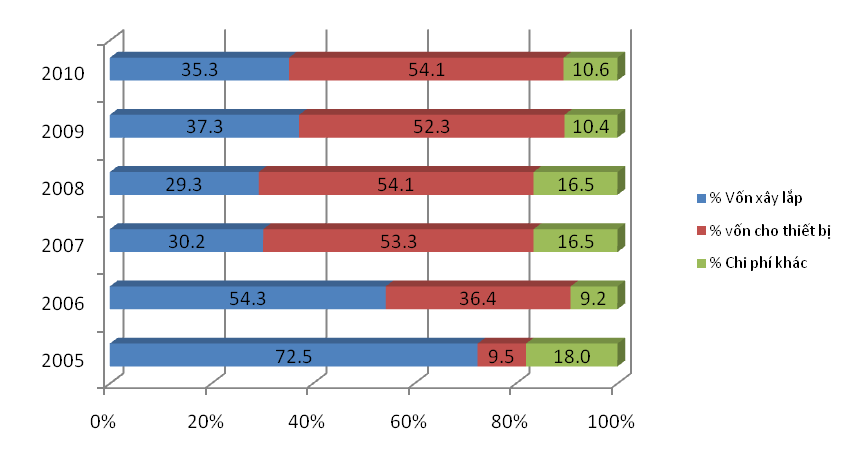 2010 35.3 54.1 10.6
2009 37.3 52.3 10.4
2008 29.3 54.1 16.5
2007 30.2 53.3 16.5
2006 54.3 36.4 9.2
2005 72.5 9.5 18.0
0% 20% 40% 60% 80% 100%
% Vốn xây lắp
% vốn cho thiết bị
% Chi phí khác